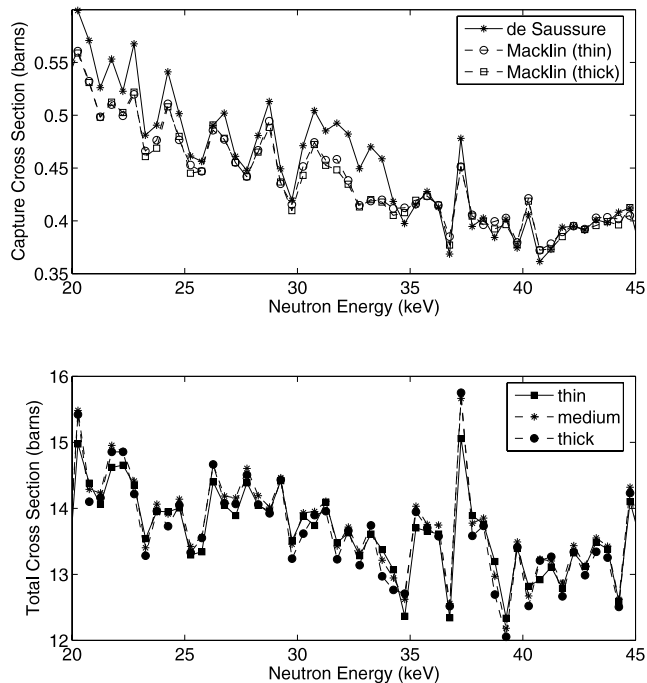 0.55
0.5
0.45
0.4
0.35
Capture Cross Section (barns)
de Saussure
Macklin (thin)
Macklin (thick)
20 25 30 35 40 45
Neutron Energy (keV)
16
15
14
13
12
Total Cross Section (barns)
thin
medium
thick
20 25 30 35 40 45
Neutron Energy (keV)